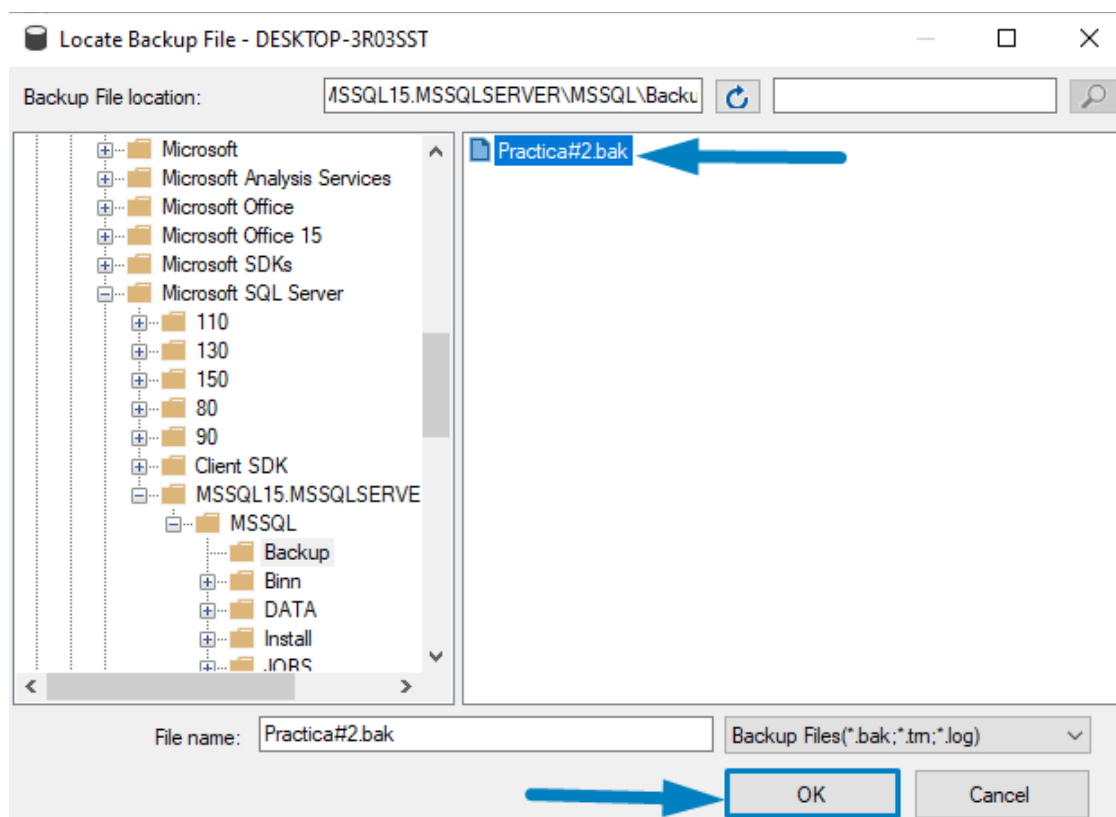 Locate Backup File - DESKTOP-3R03SST
Backup File location:
MSSQL15.MSSQLSERVER\MSSQL\Backu
Microsoft
Microsoft Analysis Services
Microsoft Office
Microsoft Office 15
Microsoft SDKs
Microsoft SQL Server
110
130
150
80
90
Client SDK
MSSQL15.MSSQLSERVE
MSSQL
Backup
Binn
DATA
Install
JOBS
Practica#2.bak
File name:
Practica#2.bak
Backup Files(*.bak;*.trn;*.log)
OK
Cancel